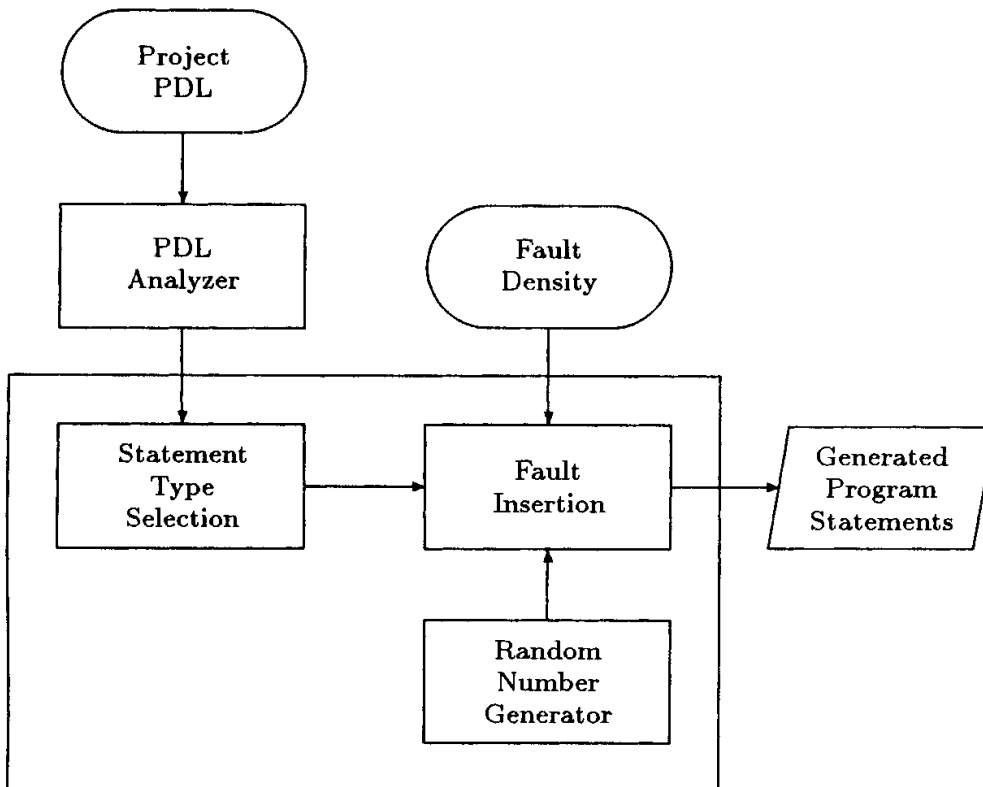 Project
PDL
PDL
Analyzer
Fault
Density
Statement
Type
Selection
Fault
Insertion
Generated
Program
Statements
Random
Number
Generator